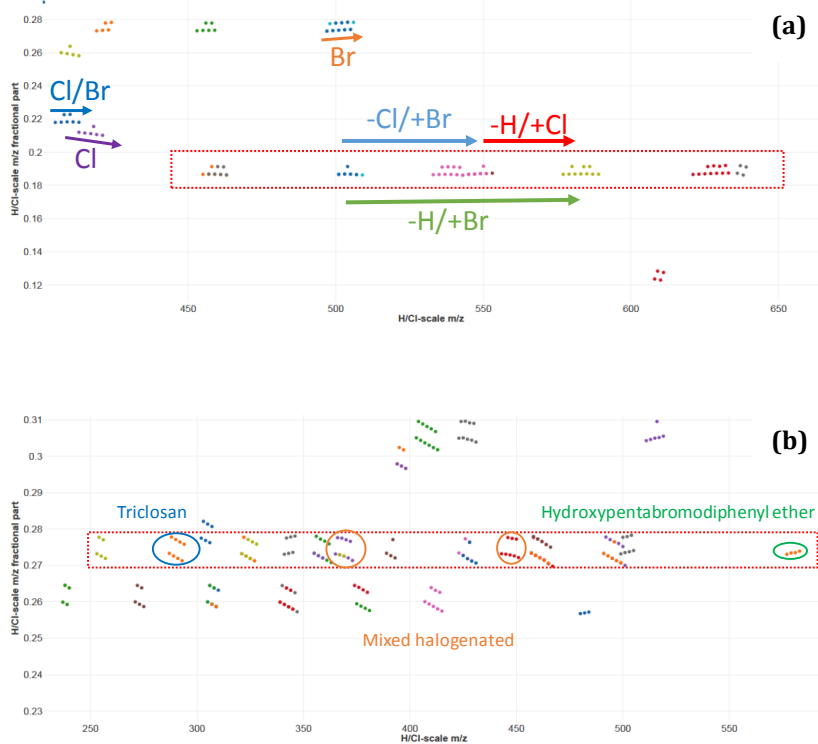 (a)
0.28
0.26
0.24
0.22
0.2
0.18
0.16
0.14
0.12
H/Cl-scale m/z fractional part
Br
Cl/Br
Cl
-Cl/+Br
-H/+Cl
-H/+Br
450
500
550
600
650
H/Cl-scale m/z
(b)
0.31
0.3
0.29
0.28
0.27
0.26
0.25
0.24
0.23
H/Cl-scale m/z fractional part
Triclosan
Hydroxypentabromodiphenyl ether
Mixed halogenated
250
300
350
400
450
500
550
H/Cl-scale m/z